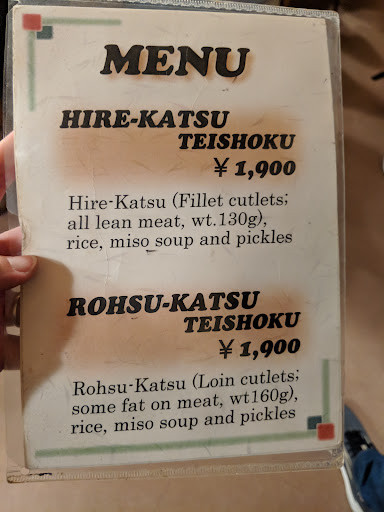 MENU
HIRE-KATSU
TEISHOKU
¥1,900
Hire-Katsu (Fillet cutlets;
all lean meat, wt.130g),
rice, miso soup and pickles
ROHSU-KATSU
TEISHOKU
¥1,900
Rohsu-Katsu (Loin cutlets;
some fat on meat, wt160g),
rice, miso soup and pickles